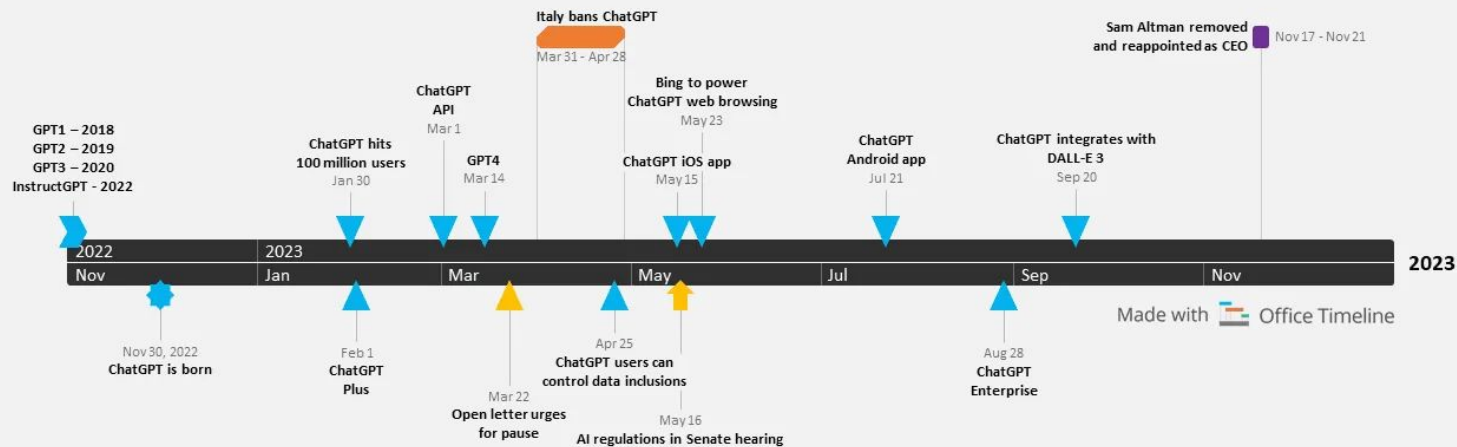 Italy bans ChatGPT
Mar 31 - Apr 28
Sam Altman removed
and reappointed as CEO
Nov 17 - Nov 21
Bing to power
ChatGPT web browsing
May 23
ChatGPT
API
Mar 1
GPT1 – 2018
GPT2 – 2019
GPT3 – 2020
InstructGPT - 2022
ChatGPT hits
100 million users
Jan 30
GPT4
Mar 14
ChatGPT iOS app
May 15
ChatGPT
Android app
Jul 21
ChatGPT integrates with
DALL-E 3
Sep 20
2022
2023
Nov
Jan
Mar
May
Jul
Sep
Nov
2023
Made with Office Timeline
Nov 30, 2022
ChatGPT is born
Feb 1
ChatGPT
Plus
Mar 22
Open letter urges
for pause
Apr 25
ChatGPT users can
control data inclusions
May 16
AI regulations in Senate hearing
Aug 28
ChatGPT
Enterprise